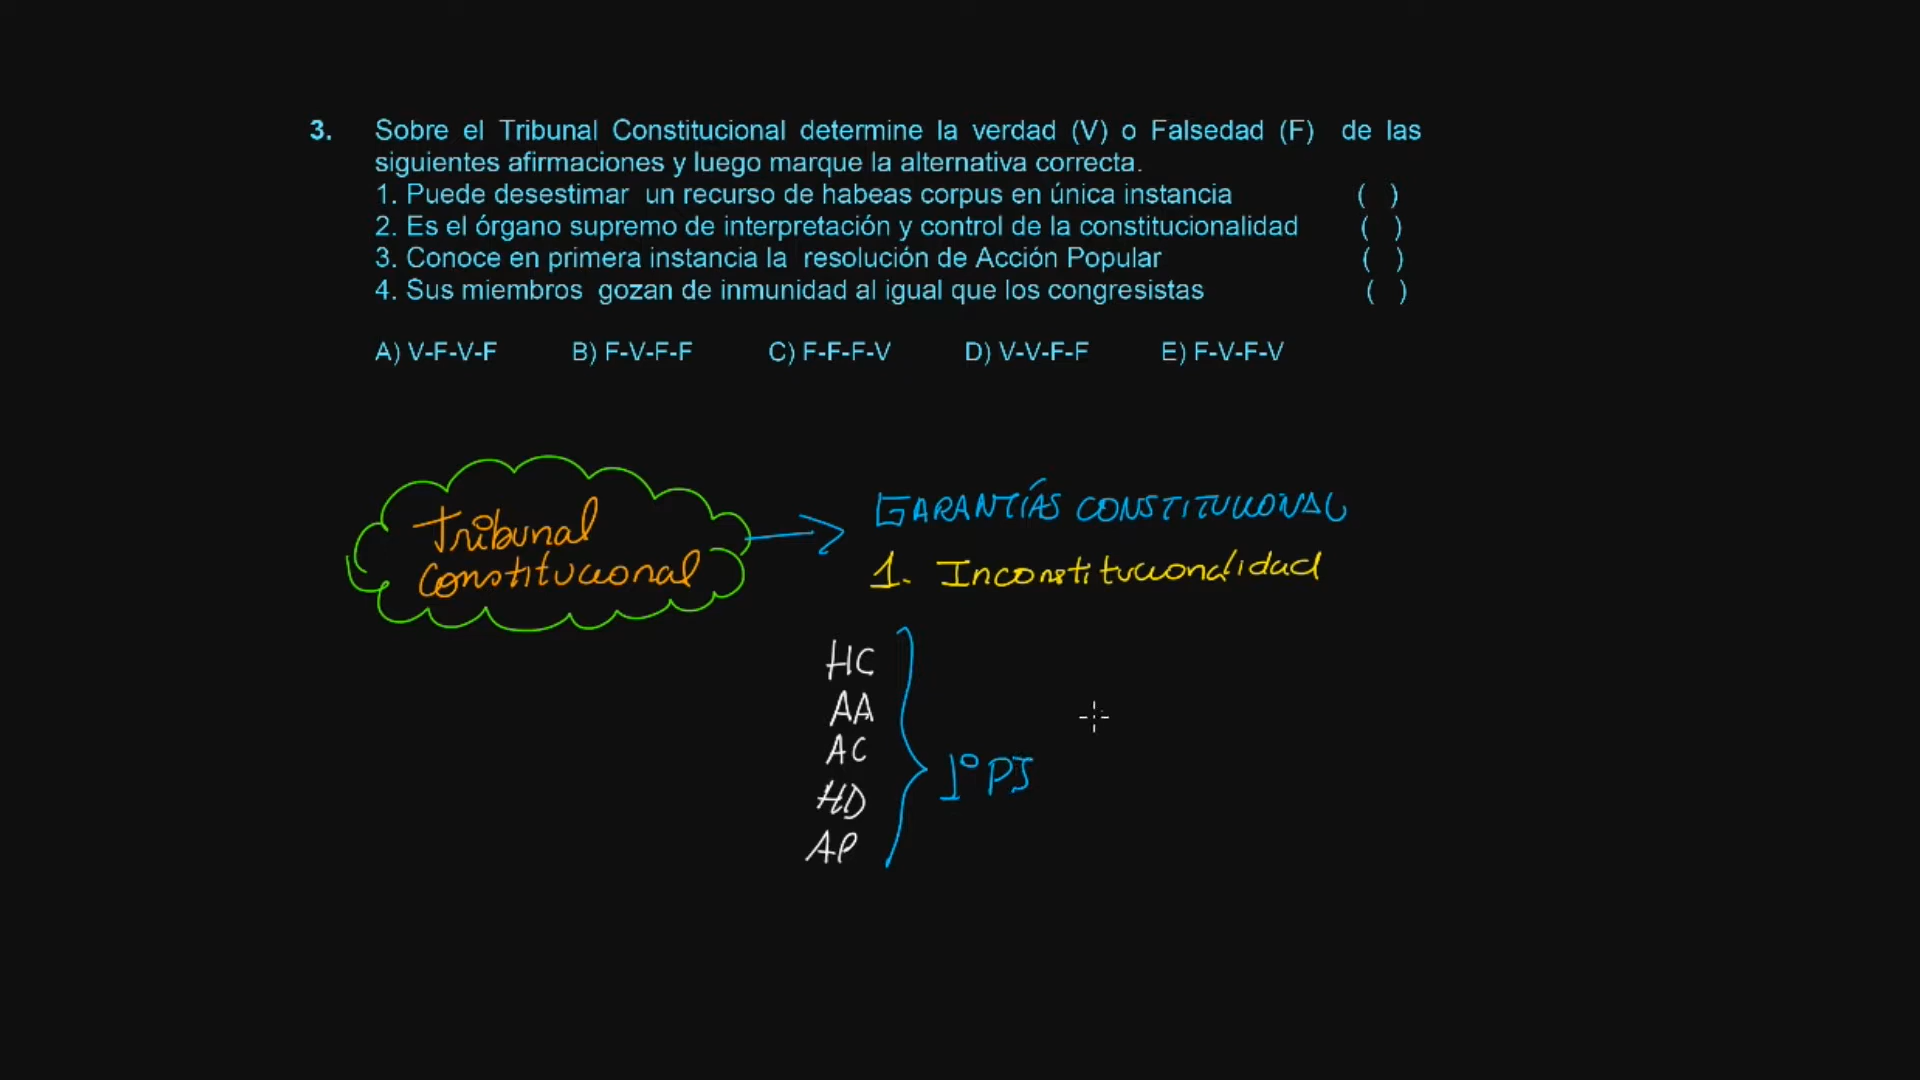 3. Sobre el Tribunal Constitucional determine la verdad (V) o Falsedad (F) de las
siguientes afirmaciones y luego marque la alternativa correcta.
1. Puede desestimar un recurso de habeas corpus en única instancia ( )
2. Es el órgano supremo de interpretación y control de la constitucionalidad ( )
3. Conoce en primera instancia la resolución de Acción Popular ( )
4. Sus miembros gozan de inmunidad al igual que los congresistas ( )
A) V-F-V-F B) F-V-F-F C) F-F-F-V D) V-V-F-F E) F-V-F-V
Tribunal
constitucional
GARANTÍAS CONSTITUCIONAL
1. Inconstitucionalidad
HC
AA
AC
HD
AP
1° PJ